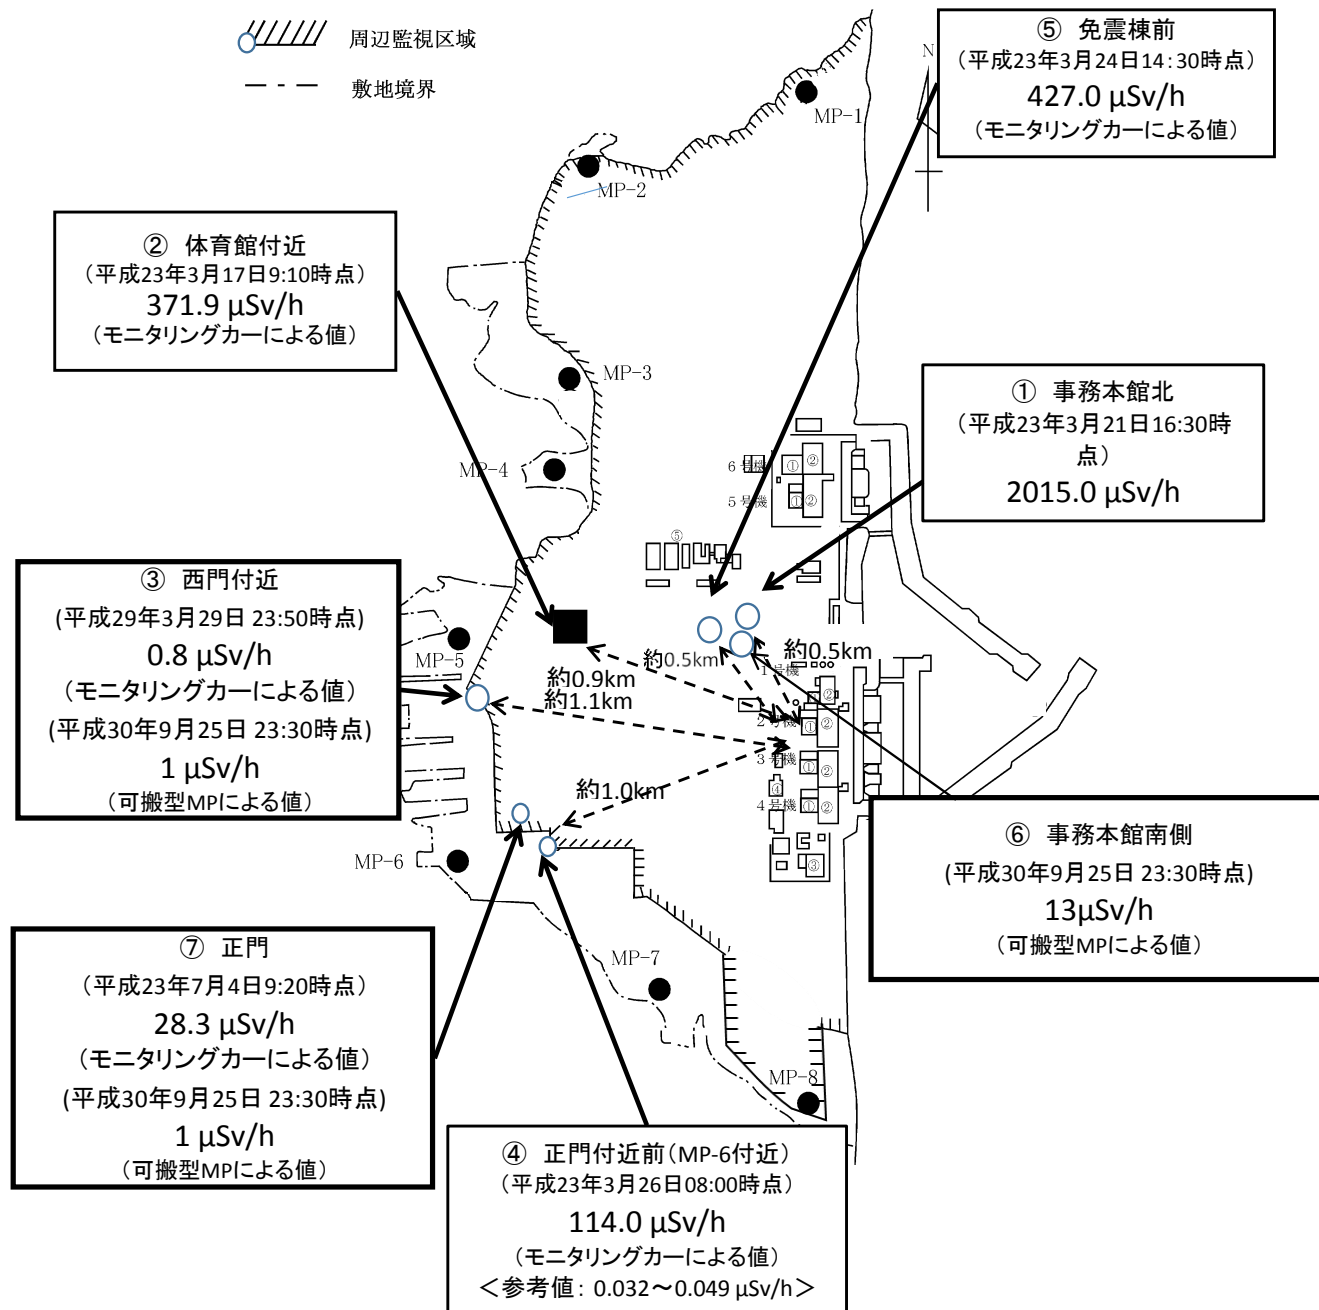 周辺監視区域
敷地境界
⑤ 免震棟前
(平成23年3月24日14:30時点)
427.0 μSv/h
(モニタリングカーによる値)
N
MP-1
MP-2
② 体育館付近
(平成23年3月17日9:10時点)
371.9 μSv/h
(モニタリングカーによる値)
MP-3
① 事務本館北
(平成23年3月21日16:30時
点)
2015.0 μSv/h
MP-4
6号機
① ②
5号機
① ②
⑤
③ 西門付近
(平成29年3月29日 23:50時点)
0.8 μSv/h
(モニタリングカーによる値)
(平成30年9月25日 23:30時点)
1 μSv/h
(可搬型MPによる値)
MP-5
約0.5km
約0.5km
約0.9km
約1.1km
1号機
②
2号機
① ②
3号機
① ②
④
4号機
① ②
③
約1.0km
MP-6
⑥ 事務本館南側
(平成30年9月25日 23:30時点)
13μSv/h
(可搬型MPによる値)
⑦ 正門
(平成23年7月4日9:20時点)
28.3 μSv/h
(モニタリングカーによる値)
(平成30年9月25日 23:30時点)
1 μSv/h
(可搬型MPによる値)
MP-7
MP-8
④ 正門付近前(MP-6付近)
(平成23年3月26日08:00時点)
114.0 μSv/h
(モニタリングカーによる値)
<参考値: 0.032～0.049 μSv/h>